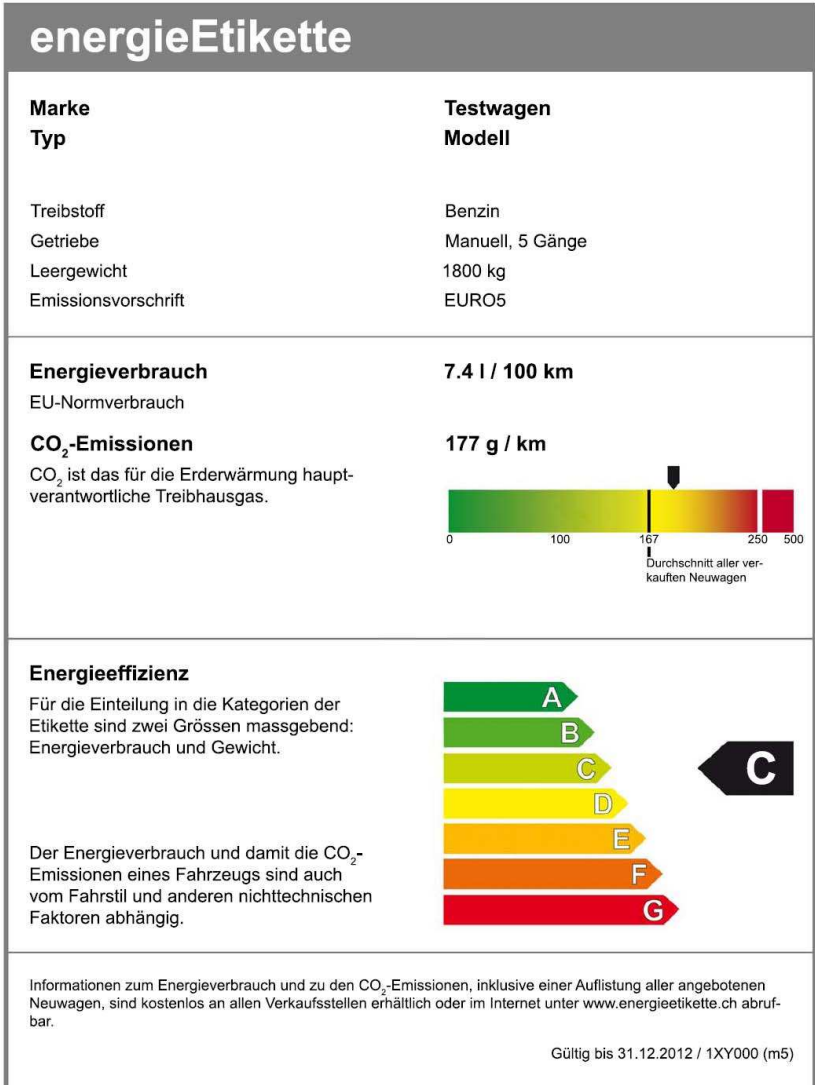 energieEtikette
Marke Testwagen
Typ Modell
Treibstoff Benzin
Getriebe Manuell, 5 Gänge
Leergewicht 1800 kg
Emissionsvorschrift EURO5
Energieverbrauch 7.4 l / 100 km
EU-Normverbrauch
CO₂-Emissionen 177 g / km
CO₂ ist das für die Erderwärmung haupt-
verantwortliche Treibhausgas.
0 100 167 250 500
Durchschnitt aller ver-
kauften Neuwagen
Energieeffizienz
Für die Einteilung in die Kategorien der
Etikette sind zwei Grössen massgebend:
Energieverbrauch und Gewicht.
Der Energieverbrauch und damit die CO₂-
Emissionen eines Fahrzeugs sind auch
vom Fahrstil und anderen nichttechnischen
Faktoren abhängig.
A
B
C
D
E
F
G
C
Informationen zum Energieverbrauch und zu den CO₂-Emissionen, inklusive einer Auflistung aller angebotenen
Neuwagen, sind kostenlos an allen Verkaufsstellen erhältlich oder im Internet unter www.energieetikette.ch abruf-
bar.
Gültig bis 31.12.2012 / 1XY000 (m5)